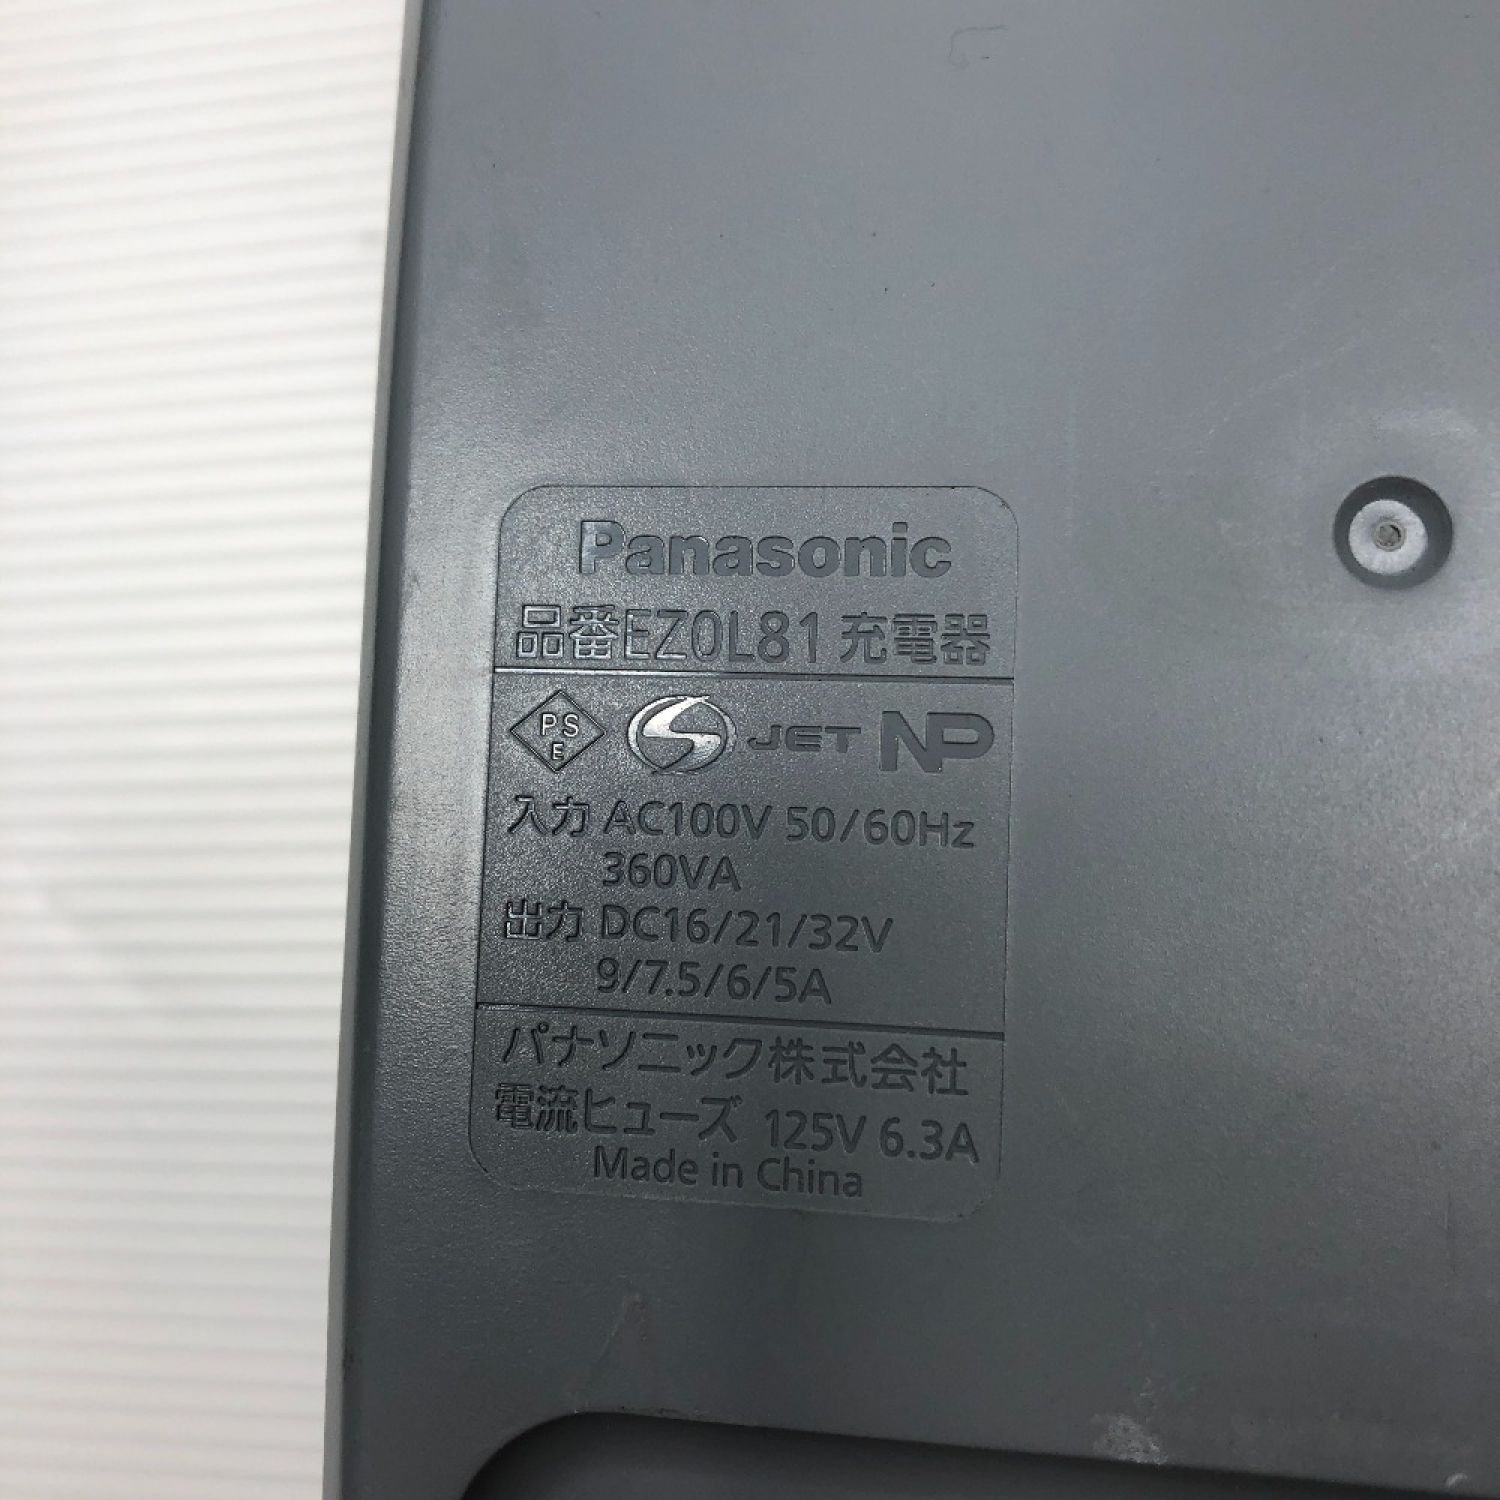 Panasonic
品番EZ0L81 充電器
PS E S JET NP
入力 AC100V 50/60Hz
360VA
出力 DC16/21/32V
9/7.5/6/5A
パナソニック株式会社
電流ヒューズ 125V 6.3A
Made in China